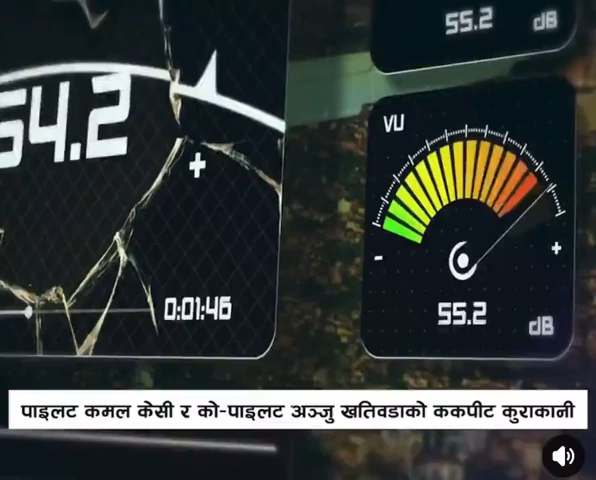 55.2 dB
54.2
VU
+
- +
0:01:46
55.2
dB
पाइलट कमल केसी र को-पाइलट अञ्जु खतिवडाको ककपीट कुराकानी